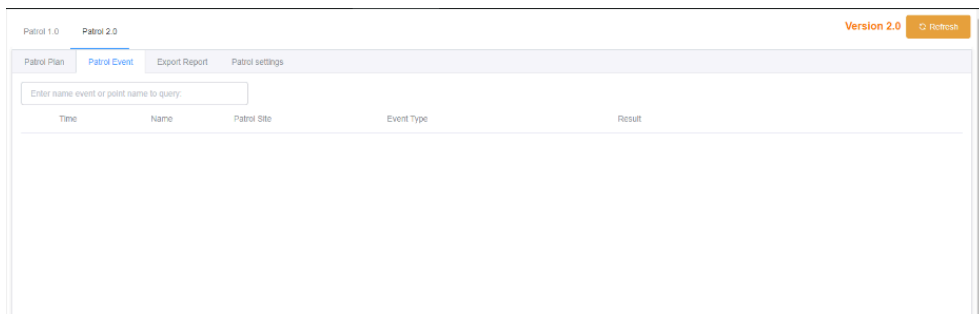 Patrol 1.0 Patrol 2.0 Version 2.0 Refresh
Patrol Plan Patrol Event Export Report Patrol settings
Enter name event or point name to query:
Time Name Patrol Site Event Type Result